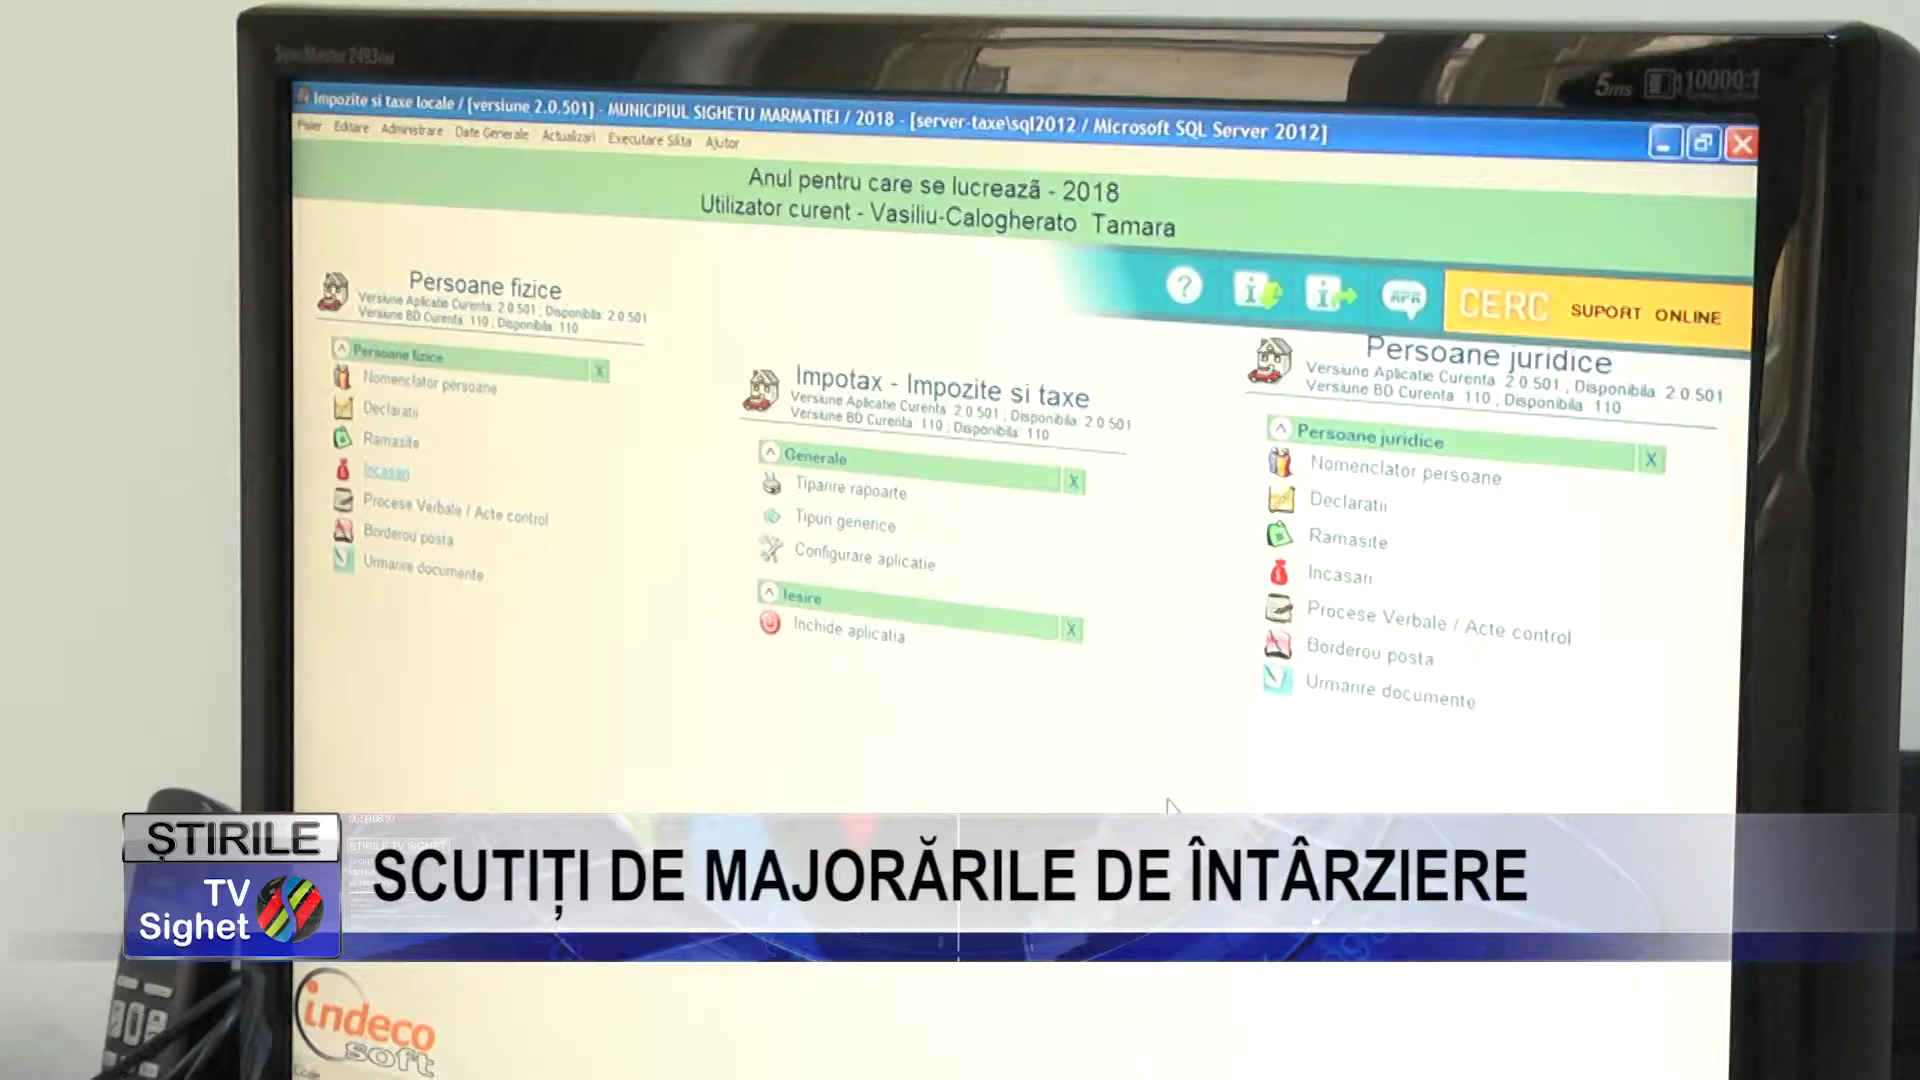 SyncMaster 2493HM
5ms 10000:1
Impozite si taxe locale / [versiune 2.0.501] - MUNICIPIUL SIGHETU MARMATIEI / 2018 - [server-taxe\sql2012 / Microsoft SQL Server 2012]
Fisier Editare Administrare Date Generale Actualizari Executare Silita Ajutor
Anul pentru care se lucrează - 2018
Utilizator curent - Vasiliu-Calogherato Tamara
CERC SUPORT ONLINE
Persoane fizice
Versiune Aplicatie Curenta 2.0.501 ; Disponibila 2.0.501
Versiune BD Curenta 110 ; Disponibila 110
Persoane fizice X
Nomenclator persoane
Declaratii
Ramasite
Incasari
Procese Verbale / Acte control
Borderou posta
Urmarire documente
Impotax - Impozite si taxe
Versiune Aplicatie Curenta 2.0.501 ; Disponibila 2.0.501
Versiune BD Curenta 110 ; Disponibila 110
Generale X
Tiparire rapoarte
Tipuri generice
Configurare aplicatie
Iesire X
Inchide aplicatia
Persoane juridice
Versiune Aplicatie Curenta 2.0.501 ; Disponibila 2.0.501
Versiune BD Curenta 110 ; Disponibila 110
Persoane juridice X
Nomenclator persoane
Declaratii
Ramasite
Incasari
Procese Verbale / Acte control
Borderou posta
Urmarire documente
ȘTIRILE
TV
Sighet
SCUTIȚI DE MAJORĂRILE DE ÎNTÂRZIERE
indeco
soft